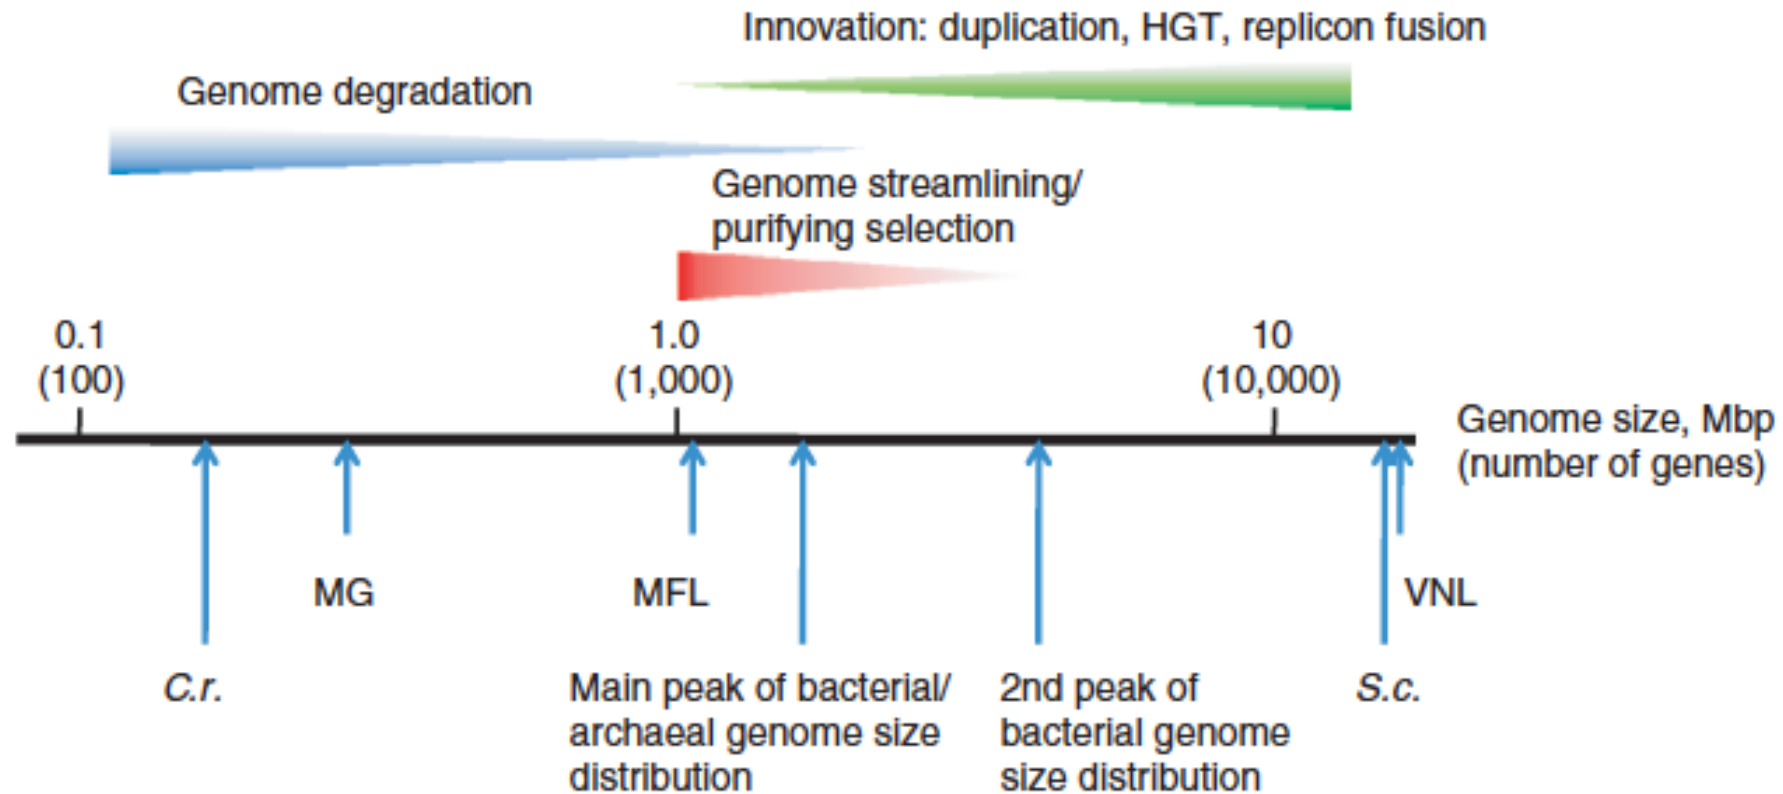 Innovation: duplication, HGT, replicon fusion
Genome degradation
Genome streamlining/
purifying selection
0.1
(100)
1.0
(1,000)
10
(10,000)
Genome size, Mbp
(number of genes)
MG
MFL
VNL
C.r.
Main peak of bacterial/
archaeal genome size
distribution
2nd peak of
bacterial genome
size distribution
S.c.